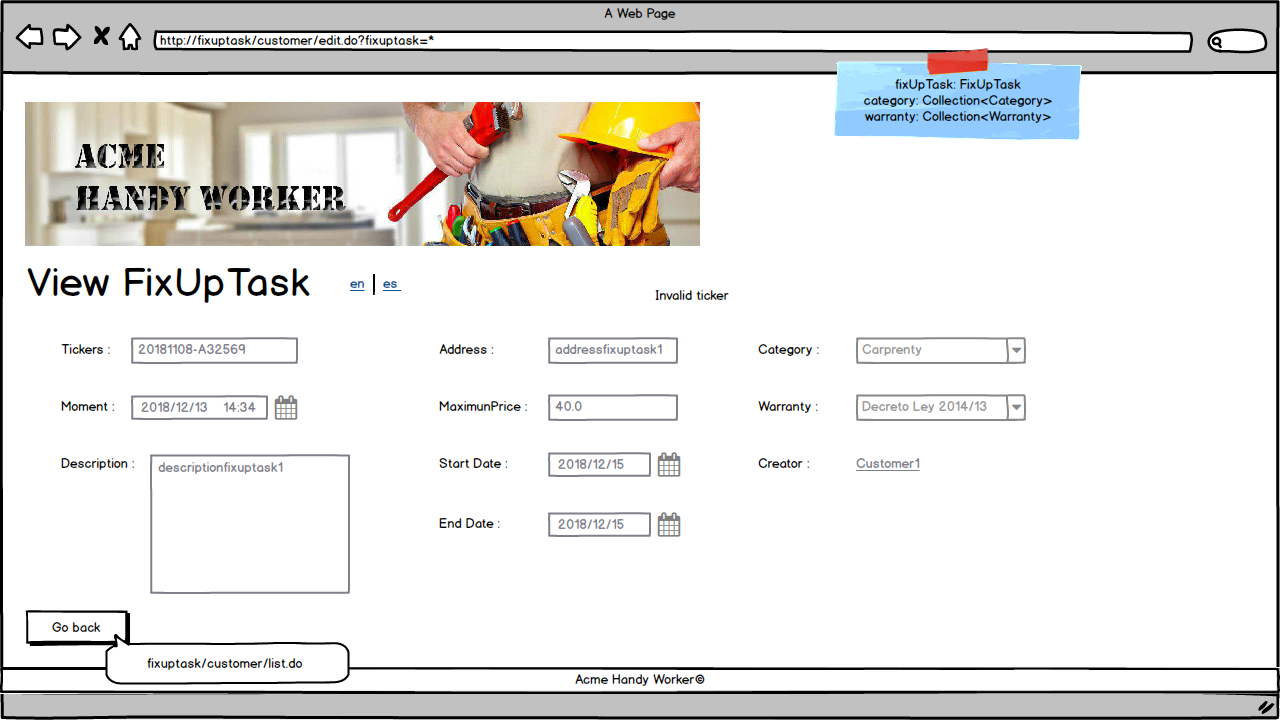 A Web Page
http://fixuptask/customer/edit.do?fixuptask=*
fixUpTask: FixUpTask
category: Collection<Category>
warranty: Collection<Warranty>
ACME
HANDY WORKER
View FixUpTask
en | es
Invalid ticker
Tickers : 20181108-A32569
Address : addressfixuptask1
Category : Carprenty
Moment : 2018/12/13 14:34
MaximunPrice : 40.0
Warranty : Decreto Ley 2014/13
Description : descriptionfixuptask1
Start Date : 2018/12/15
Creator : Customer1
End Date : 2018/12/15
Go back
fixuptask/customer/list.do
Acme Handy Worker©